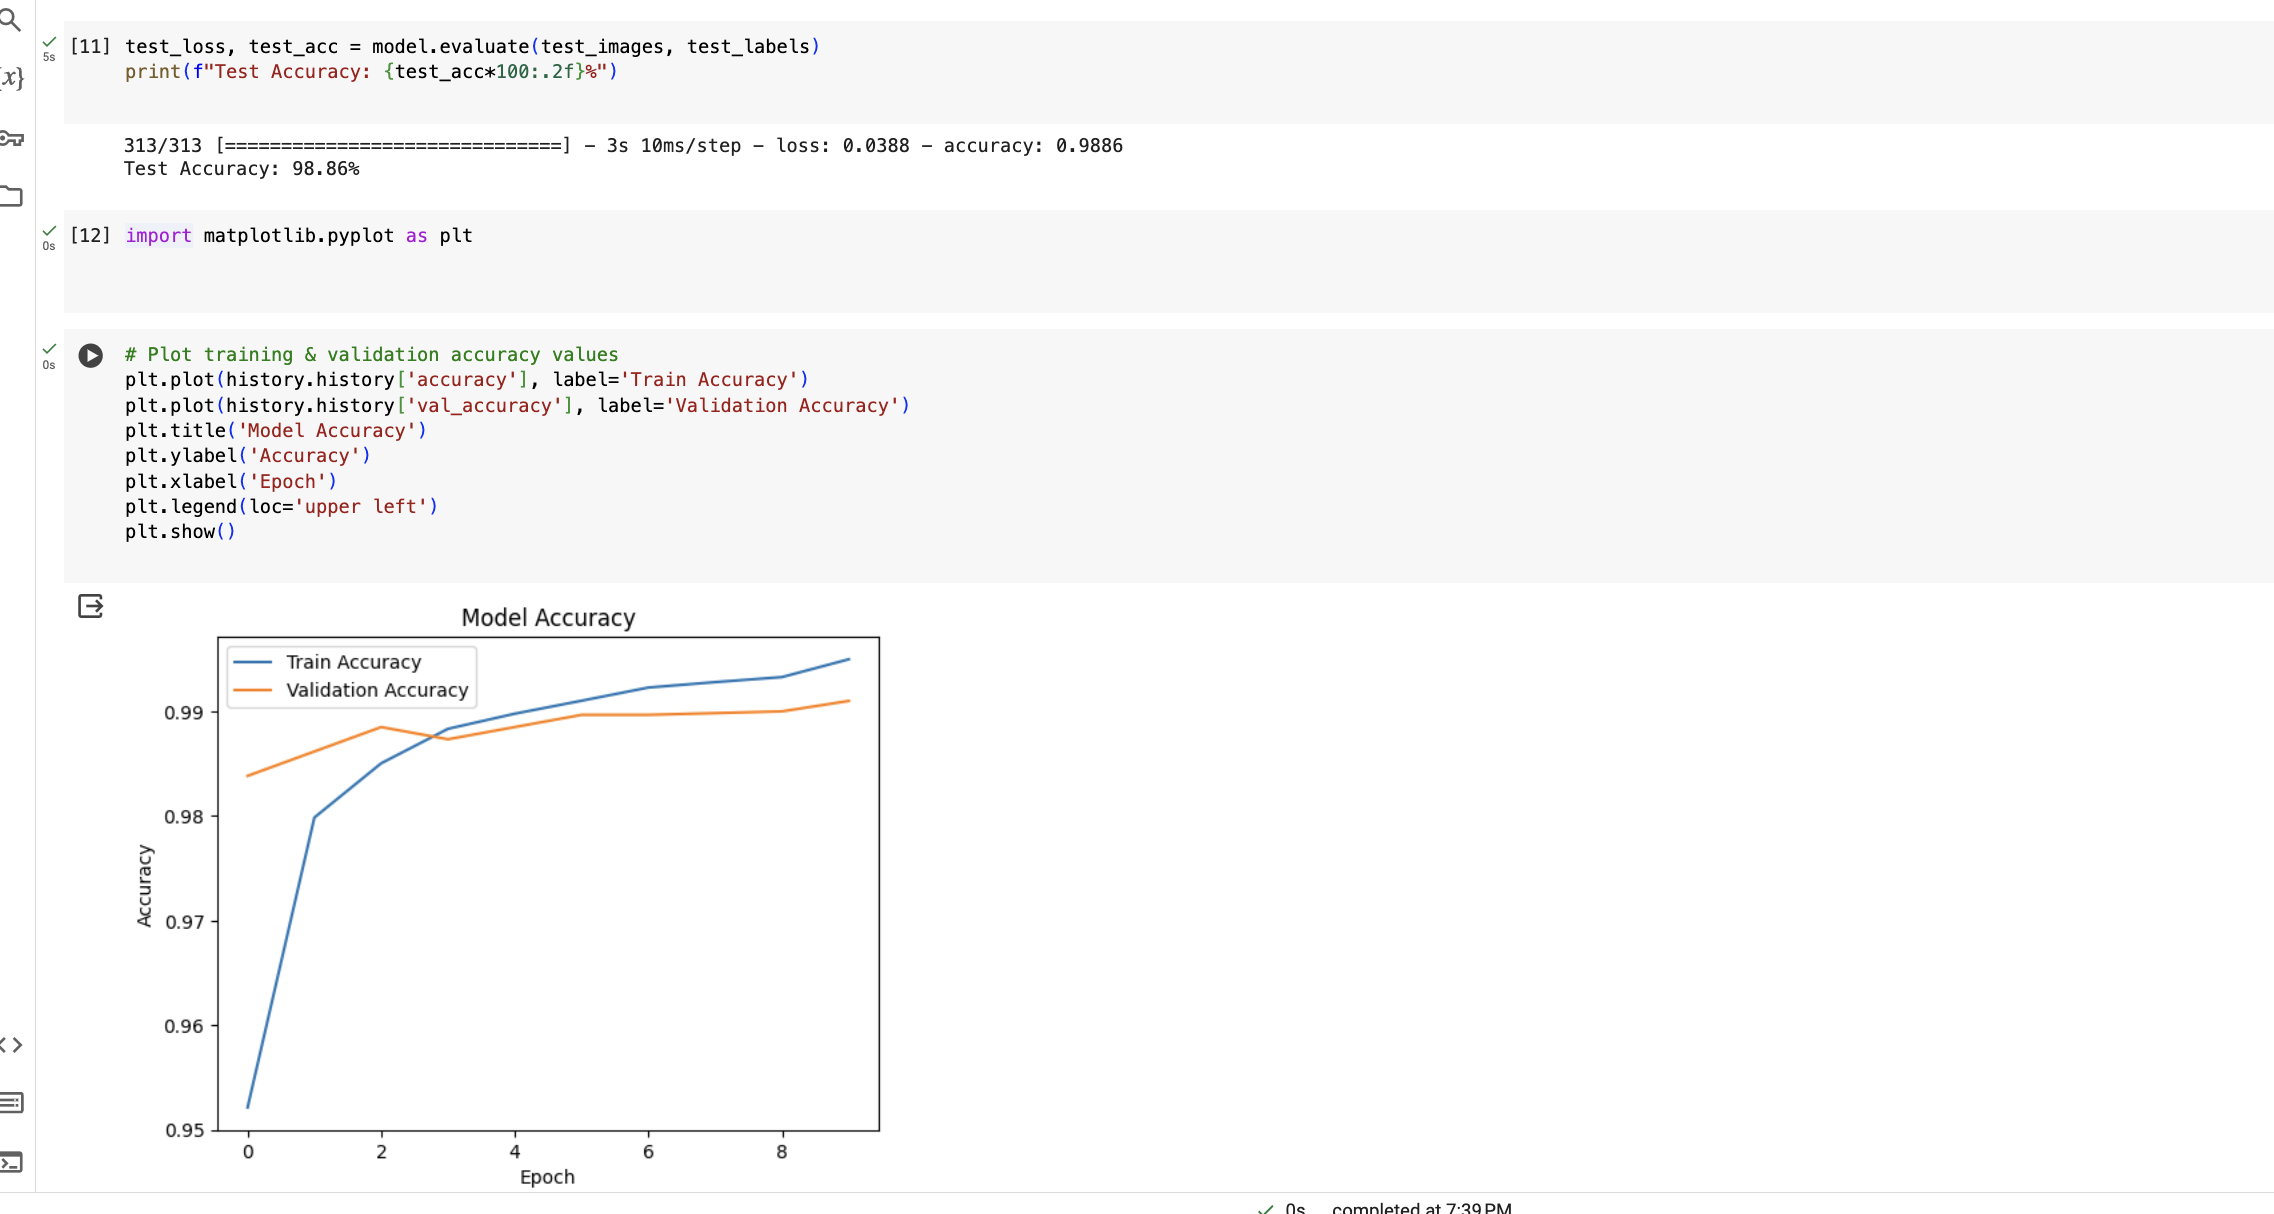 5s
[11] test_loss, test_acc = model.evaluate(test_images, test_labels)
print(f"Test Accuracy: {test_acc*100:.2f}%")
{x}
313/313 [==============================] – 3s 10ms/step – loss: 0.0388 – accuracy: 0.9886
Test Accuracy: 98.86%
0s
[12] import matplotlib.pyplot as plt
0s
# Plot training & validation accuracy values
plt.plot(history.history['accuracy'], label='Train Accuracy')
plt.plot(history.history['val_accuracy'], label='Validation Accuracy')
plt.title('Model Accuracy')
plt.ylabel('Accuracy')
plt.xlabel('Epoch')
plt.legend(loc='upper left')
plt.show()
Model Accuracy
Train Accuracy
Validation Accuracy
0.99
0.98
0.97
0.96
0.95
Accuracy
0 2 4 6 8
Epoch
0s completed at 7:39 PM